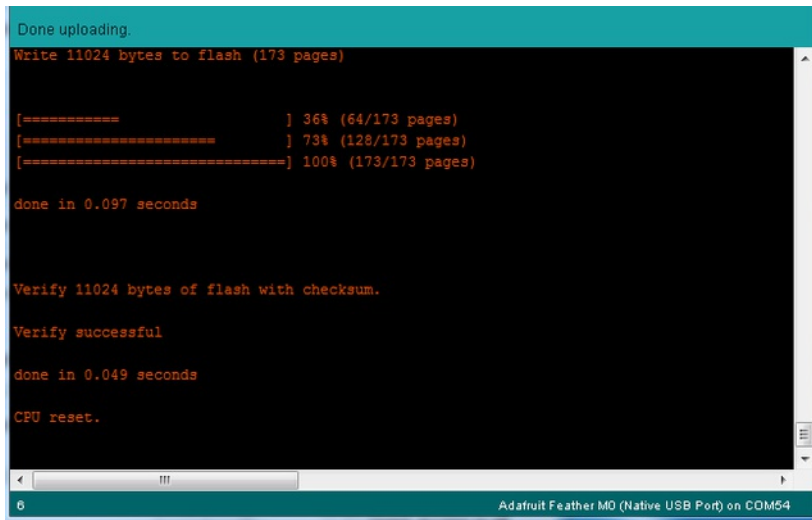 Done uploading.
Write 11024 bytes to flash (173 pages)
[===========                    ] 36% (64/173 pages)
[======================         ] 73% (128/173 pages)
[===============================] 100% (173/173 pages)
done in 0.097 seconds
Verify 11024 bytes of flash with checksum.
Verify successful
done in 0.049 seconds
CPU reset.
6 Adafruit Feather M0 (Native USB Port) on COM54